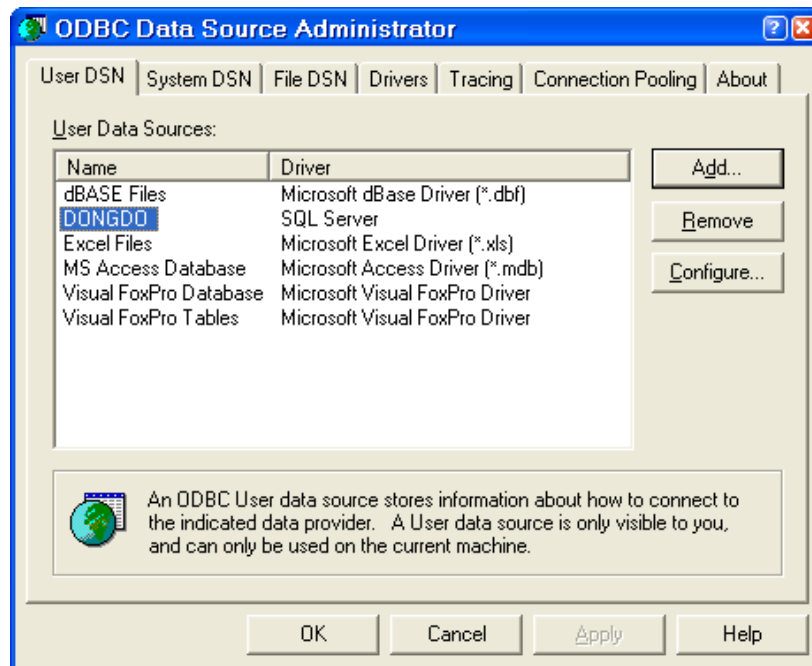 ODBC Data Source Administrator
User DSN System DSN File DSN Drivers Tracing Connection Pooling About
User Data Sources:
Name Driver
dBASE Files Microsoft dBase Driver (*.dbf)
DONGDO SQL Server
Excel Files Microsoft Excel Driver (*.xls)
MS Access Database Microsoft Access Driver (*.mdb)
Visual FoxPro Database Microsoft Visual FoxPro Driver
Visual FoxPro Tables Microsoft Visual FoxPro Driver
Add...
Remove
Configure...
An ODBC User data source stores information about how to connect to
the indicated data provider. A User data source is only visible to you,
and can only be used on the current machine.
OK Cancel Apply Help